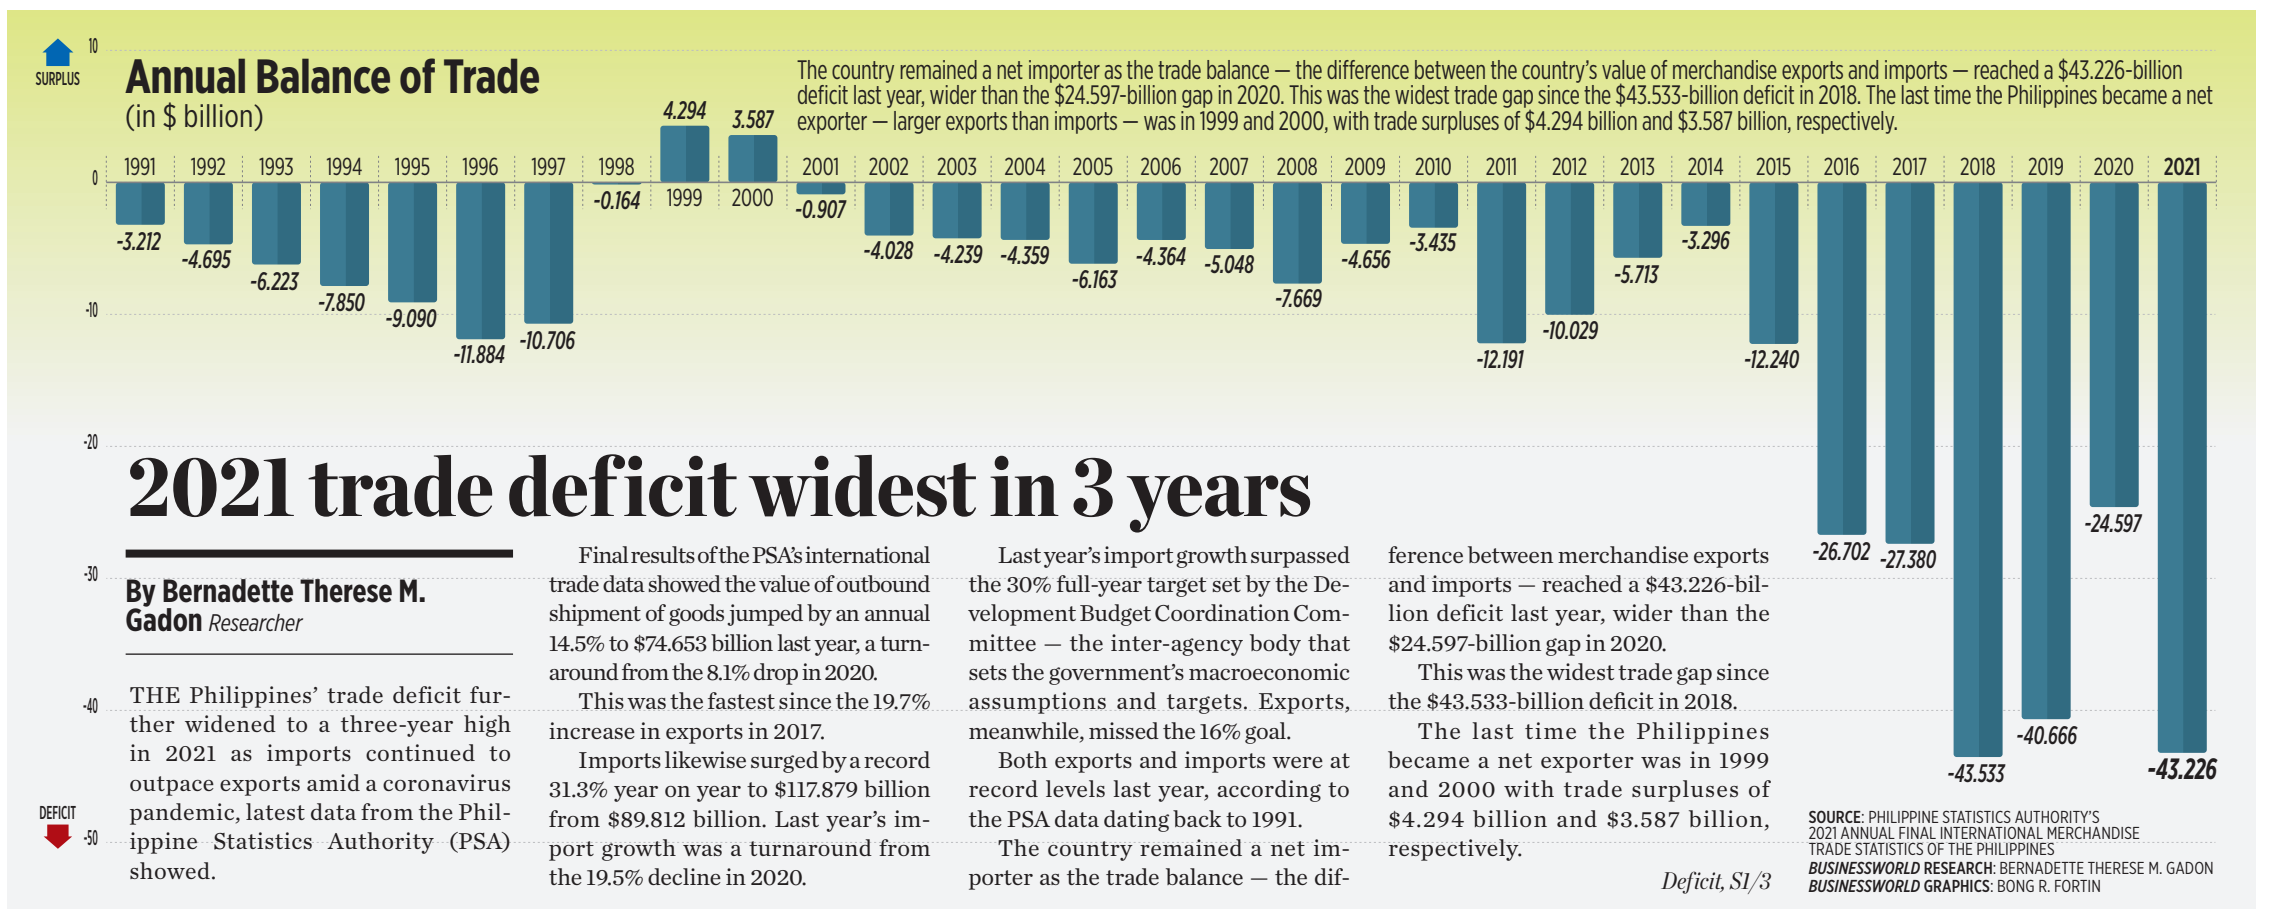 10
SURPLUS
Annual Balance of Trade
(in $ billion)
The country remained a net importer as the trade balance — the difference between the country's value of merchandise exports and imports — reached a $43.226-billion
deficit last year, wider than the $24.597-billion gap in 2020. This was the widest trade gap since the $43.533-billion deficit in 2018. The last time the Philippines became a net
exporter — larger exports than imports — was in 1999 and 2000, with trade surpluses of $4.294 billion and $3.587 billion, respectively.
4.294 3.587
1991 1992 1993 1994 1995 1996 1997 1998 2001 2002 2003 2004 2005 2006 2007 2008 2009 2010 2011 2012 2013 2014 2015 2016 2017 2018 2019 2020 2021
0
1999 2000
-3.212 -4.695 -6.223 -7.850 -9.090 -11.884 -10.706 -0.164 -0.907 -4.028 -4.239 -4.359 -6.163 -4.364 -5.048 -7.669 -4.656 -3.435 -12.191 -10.029 -5.713 -3.296 -12.240 -26.702 -27.380 -43.533 -40.666 -24.597 -43.226
-10
-20
-30
-40
-50
DEFICIT
2021 trade deficit widest in 3 years
By Bernadette Therese M.
Gadon Researcher
THE Philippines' trade deficit fur-
ther widened to a three-year high
in 2021 as imports continued to
outpace exports amid a coronavirus
pandemic, latest data from the Phil-
ippine Statistics Authority (PSA)
showed.
Final results of the PSA's international
trade data showed the value of outbound
shipment of goods jumped by an annual
14.5% to $74.653 billion last year, a turn-
around from the 8.1% drop in 2020.
This was the fastest since the 19.7%
increase in exports in 2017.
Imports likewise surged by a record
31.3% year on year to $117.879 billion
from $89.812 billion. Last year's im-
port growth was a turnaround from
the 19.5% decline in 2020.
Last year's import growth surpassed
the 30% full-year target set by the De-
velopment Budget Coordination Com-
mittee — the inter-agency body that
sets the government's macroeconomic
assumptions and targets. Exports,
meanwhile, missed the 16% goal.
Both exports and imports were at
record levels last year, according to
the PSA data dating back to 1991.
The country remained a net im-
porter as the trade balance — the dif-
ference between merchandise exports
and imports — reached a $43.226-bil-
lion deficit last year, wider than the
$24.597-billion gap in 2020.
This was the widest trade gap since
the $43.533-billion deficit in 2018.
The last time the Philippines
became a net exporter was in 1999
and 2000 with trade surpluses of
$4.294 billion and $3.587 billion,
respectively.
Deficit, S1/3
SOURCE: PHILIPPINE STATISTICS AUTHORITY'S
2021 ANNUAL FINAL INTERNATIONAL MERCHANDISE
TRADE STATISTICS OF THE PHILIPPINES
BUSINESSWORLD RESEARCH: BERNADETTE THERESE M. GADON
BUSINESSWORLD GRAPHICS: BONG R. FORTIN